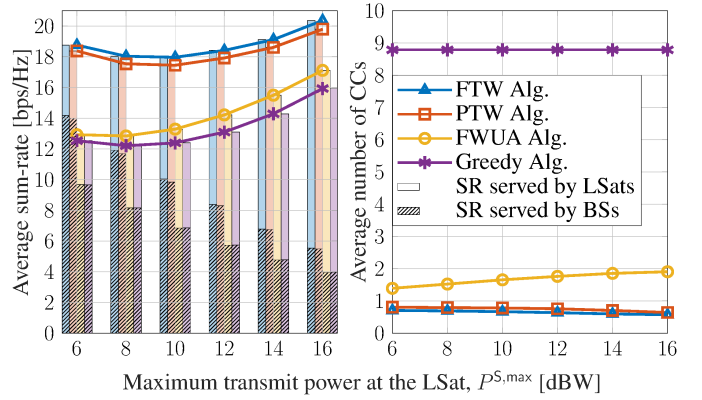 Average sum-rate [bps/Hz]
20
18
16
14
12
10
8
6
4
2
0
6 8 10 12 14 16
Average number of CCs
10
9
8
7
6
5
4
3
2
1
0
6 8 10 12 14 16
FTW Alg.
PTW Alg.
FWUA Alg.
Greedy Alg.
SR served by LSats
SR served by BSs
Maximum transmit power at the LSat, P^{S,max} [dBW]